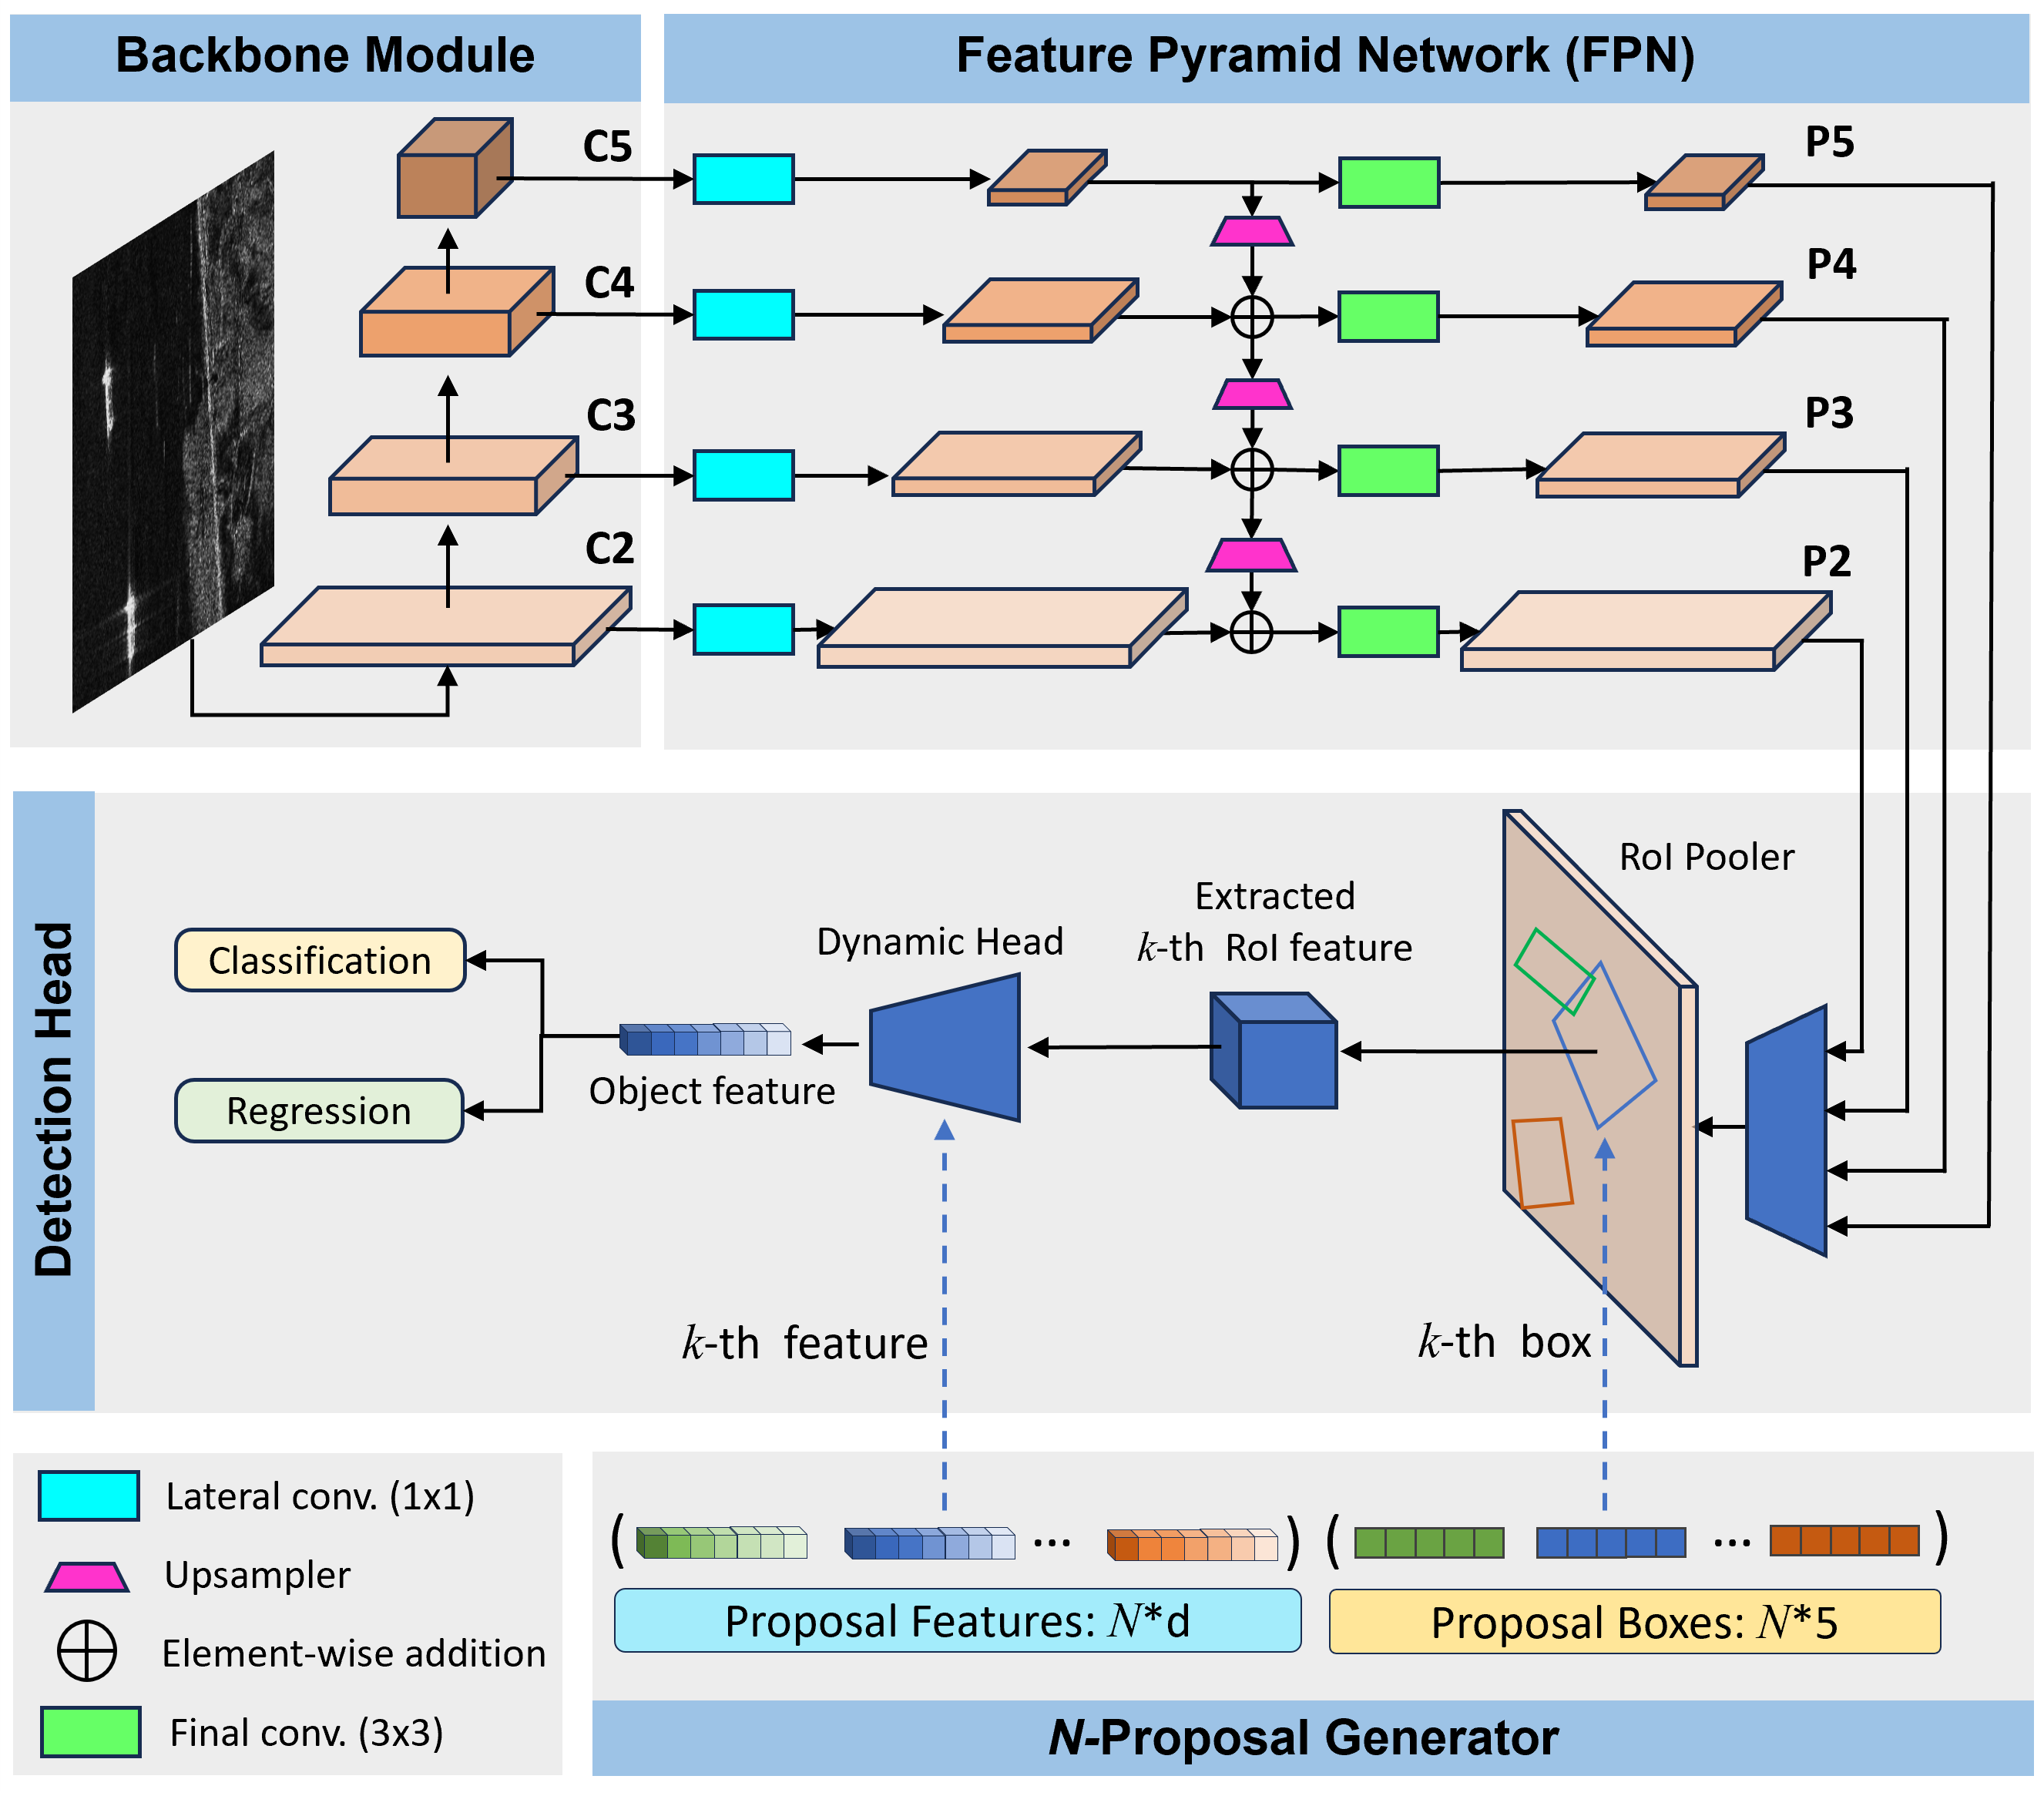 Backbone Module
Feature Pyramid Network (FPN)
C5
P5
C4
P4
C3
P3
C2
P2
Detection Head
RoI Pooler
Extracted
k-th RoI feature
Dynamic Head
Classification
Object feature
Regression
k-th feature
k-th box
Lateral conv. (1x1)
Upsampler
Element-wise addition
Final conv. (3x3)
( ... ) ( ... )
Proposal Features: N*d
Proposal Boxes: N*5
N-Proposal Generator